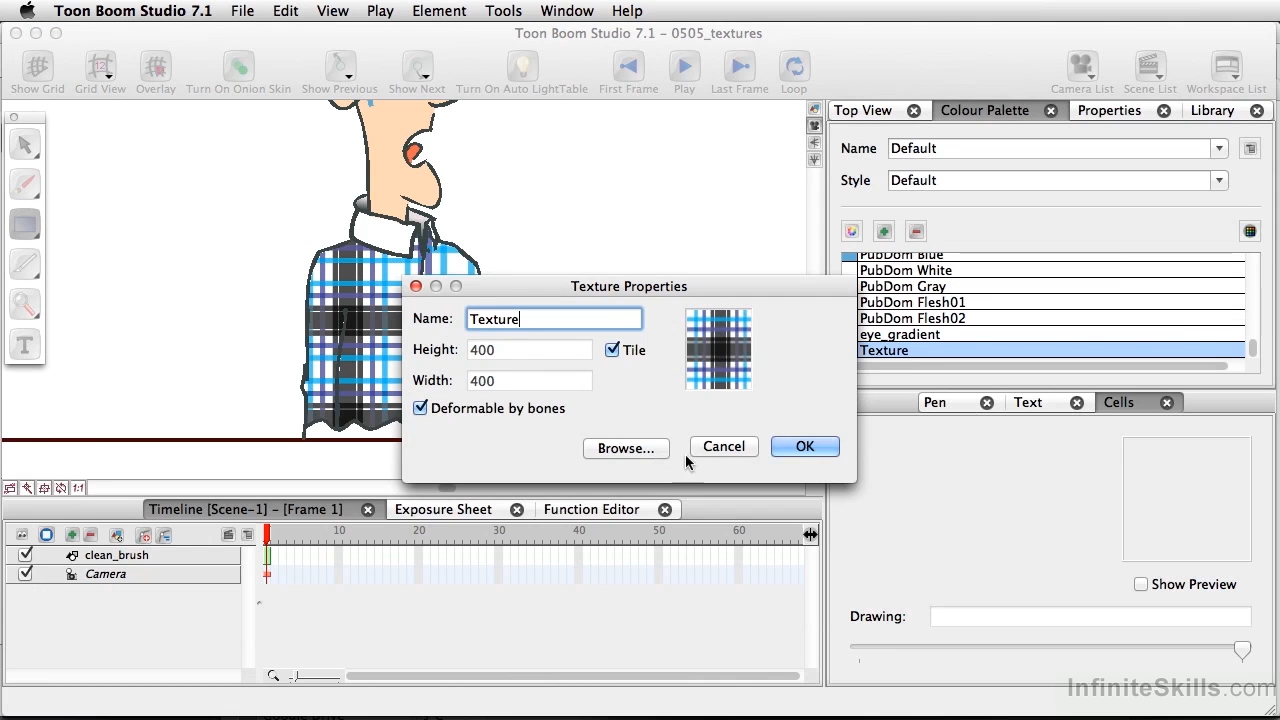 Toon Boom Studio 7.1 File Edit View Play Element Tools Window Help
Toon Boom Studio 7.1 - 0505_textures
Show Grid Grid View Overlay Turn On Onion Skin Show Previous Show Next Turn On Auto LightTable First Frame Play Last Frame Loop Camera List Scene List Workspace List
Top View Colour Palette Properties Library
Name Default
Style Default
PubDom Blue
PubDom White
PubDom Gray
PubDom Flesh01
PubDom Flesh02
eye_gradient
Texture
Texture Properties
Name: Texture
Height: 400 Tile
Width: 400
Deformable by bones
Browse... Cancel OK
Pen Text Cells
Show Preview
Drawing:
T
1:1
Timeline [Scene-1] - [Frame 1] Exposure Sheet Function Editor
10 20 30 40 50 60
clean_brush
Camera
InfiniteSkills.com